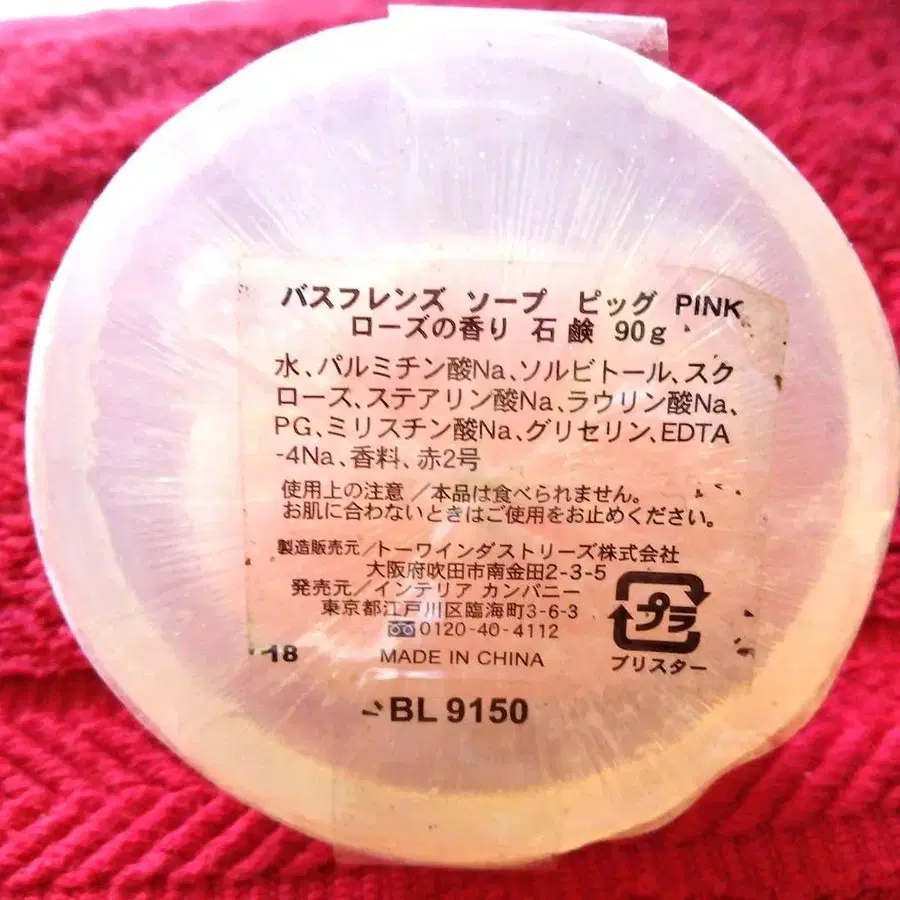 バスフレンズ ソープ ピッグ PINK
ローズの香り 石鹸 90g
水、パルミチン酸Na、ソルビトール、スク
ロース、ステアリン酸Na、ラウリン酸Na、
PG、ミリスチン酸Na、グリセリン、EDTA
-4Na、香料、赤2号
使用上の注意/本品は食べられません。
お肌に合わないときはご使用をお止めください。
製造販売元/トーワインダストリーズ株式会社
大阪府吹田市南金田2-3-5
発売元/インテリア カンパニー
東京都江戸川区臨海町3-6-3
0120-40-4112
プラ
ブリスター
18
MADE IN CHINA
BL 9150